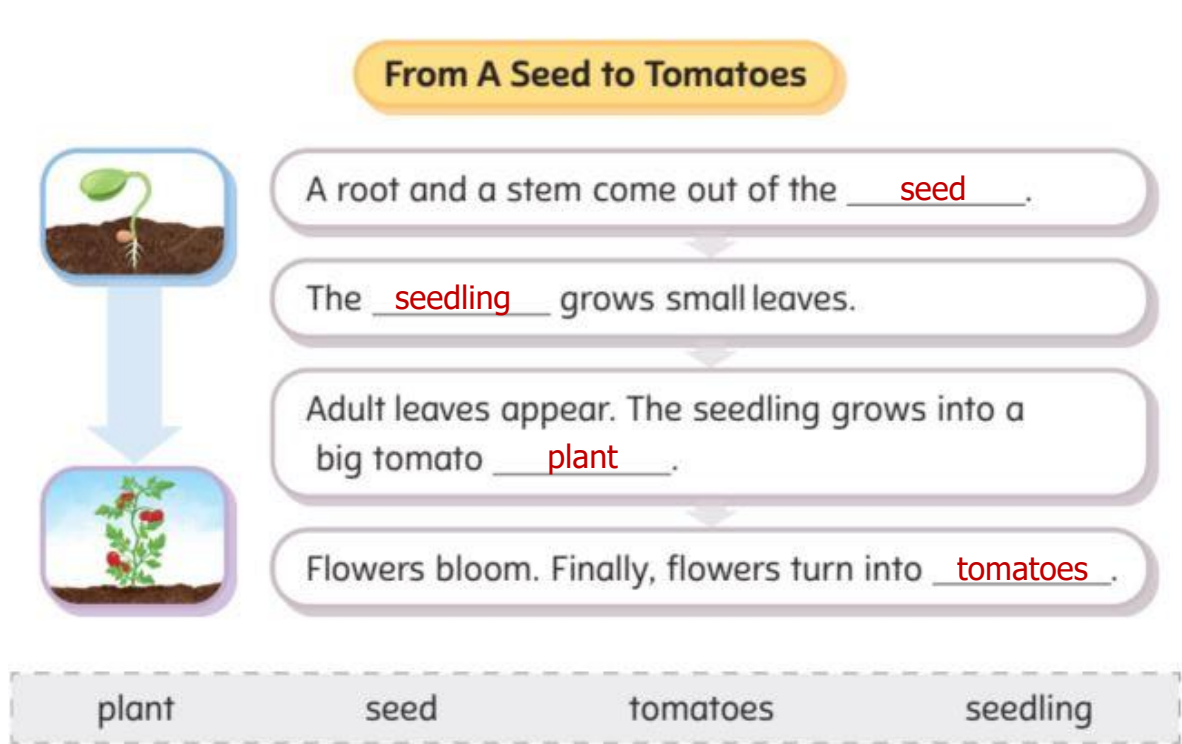 From A Seed to Tomatoes
A root and a stem come out of the seed.
The seedling grows small leaves.
Adult leaves appear. The seedling grows into a
big tomato plant.
Flowers bloom. Finally, flowers turn into tomatoes.
plant seed tomatoes seedling